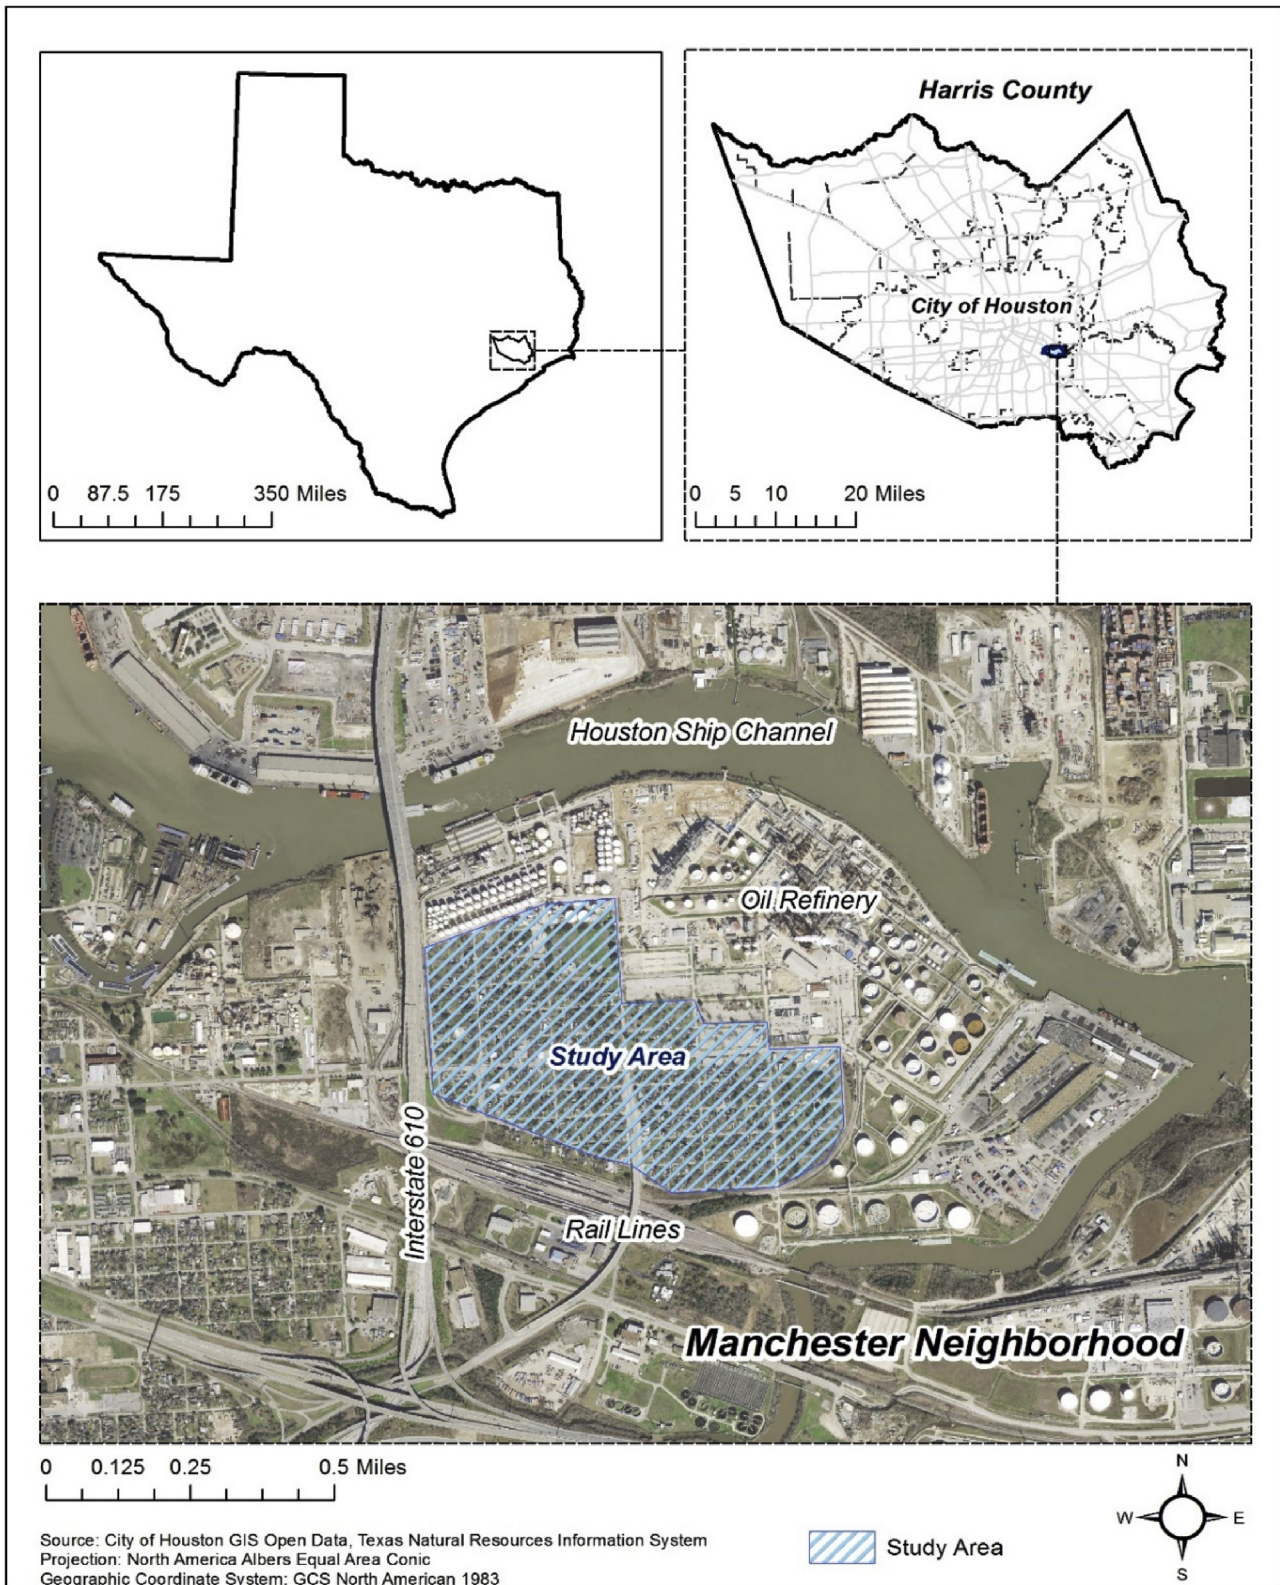 Harris County
City of Houston
0 87.5 175 350 Miles
0 5 10 20 Miles
Houston Ship Channel
Oil Refinery
Study Area
Interstate 610
Rail Lines
Manchester Neighborhood
0 0.125 0.25 0.5 Miles
N
W E
S
Study Area
Source: City of Houston GIS Open Data, Texas Natural Resources Information System
Projection: North America Albers Equal Area Conic
Geographic Coordinate System: GCS North American 1983